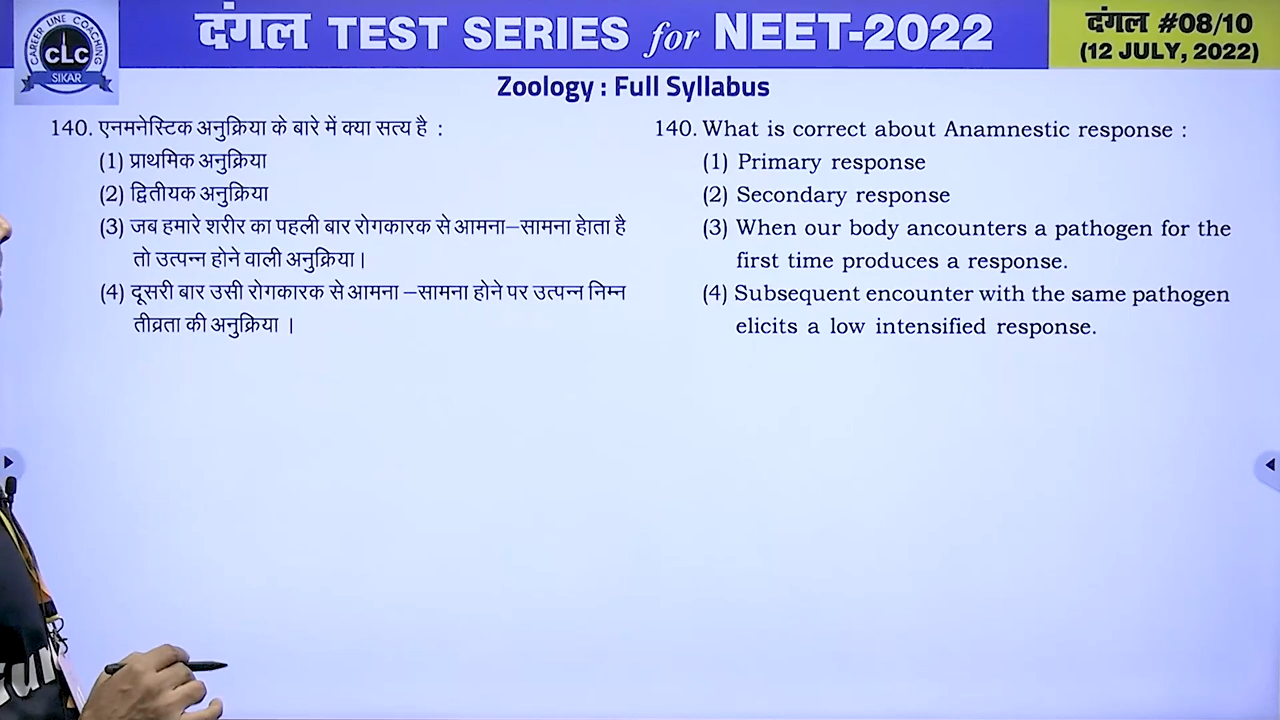 CAREER LINE COACHING
CLC
SIKAR
दंगल TEST SERIES for NEET-2022
दंगल #08/10
(12 JULY, 2022)
Zoology : Full Syllabus
140. एनमनेस्टिक अनुक्रिया के बारे में क्या सत्य है :
(1) प्राथमिक अनुक्रिया
(2) द्वितीयक अनुक्रिया
(3) जब हमारे शरीर का पहली बार रोगकारक से आमना–सामना हेाता है
तो उत्पन्न होने वाली अनुक्रिया।
(4) दूसरी बार उसी रोगकारक से आमना –सामना होने पर उत्पन्न निम्न
तीव्रता की अनुक्रिया ।
140. What is correct about Anamnestic response :
(1) Primary response
(2) Secondary response
(3) When our body ancounters a pathogen for the
first time produces a response.
(4) Subsequent encounter with the same pathogen
elicits a low intensified response.